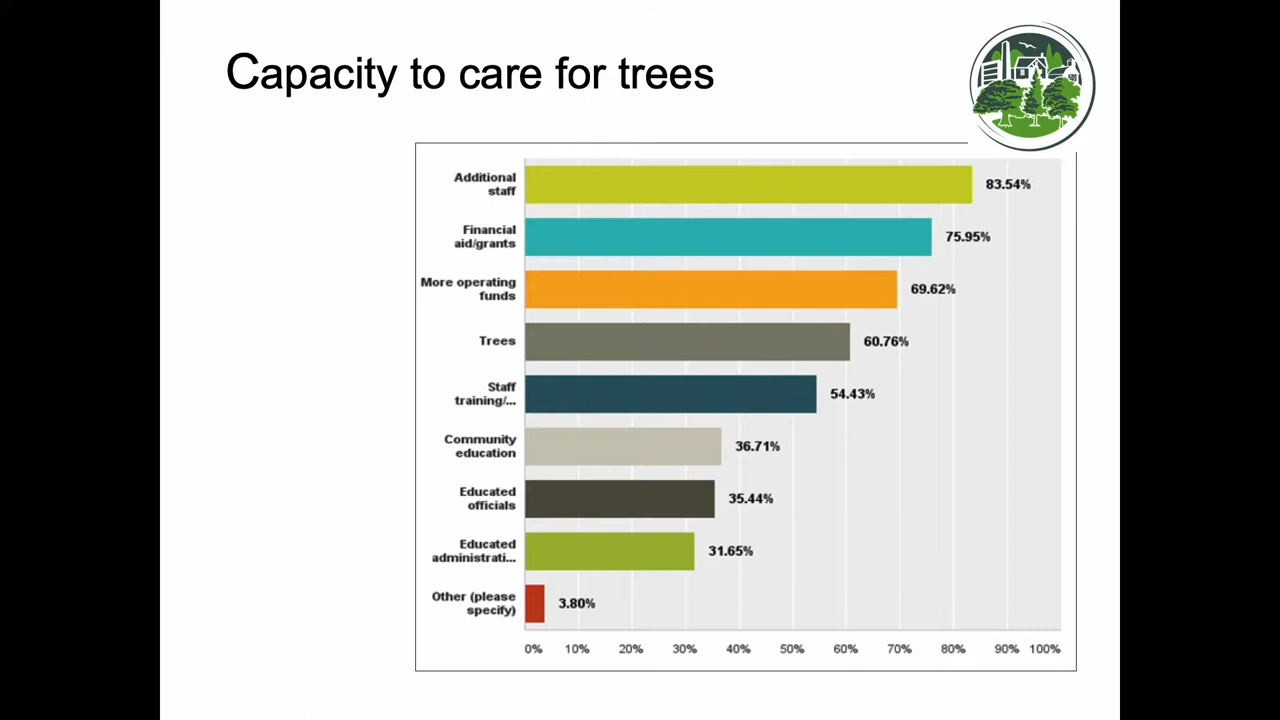 Capacity to care for trees
Additional
staff
83.54%
Financial
aid/grants
75.95%
More operating
funds
69.62%
Trees
60.76%
Staff
training/...
54.43%
Community
education
36.71%
Educated
officials
35.44%
Educated
administrati...
31.65%
Other (please
specify)
3.80%
0% 10% 20% 30% 40% 50% 60% 70% 80% 90% 100%